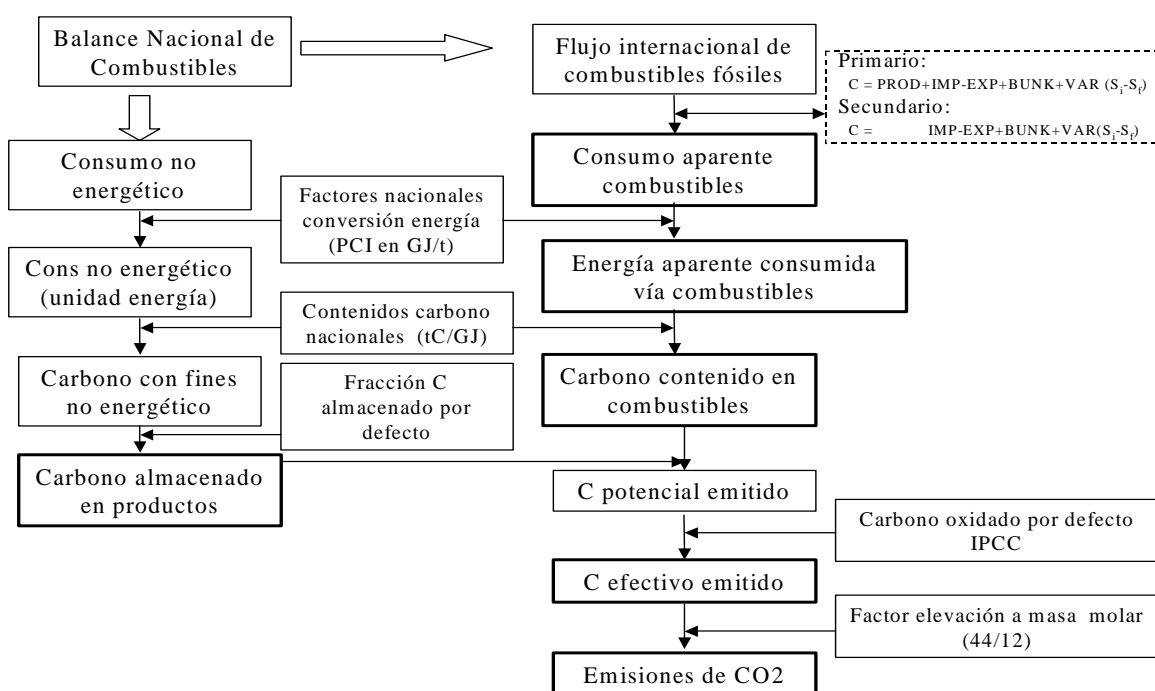 Balance Nacional de
Combustibles
Flujo internacional de
combustibles fósiles
Primario:
C = PROD+IMP-EXP+BUNK+VAR (Si-Sf)
Secundario:
C = IMP-EXP+BUNK+VAR(Si-Sf)
Consumo no
energético
Consumo aparente
combustibles
Factores nacionales
conversión energía
(PCI en GJ/t)
Cons no energético
(unidad energía)
Energía aparente consumida
vía combustibles
Contenidos carbono
nacionales (tC/GJ)
Carbono con fines
no energético
Fracción C
almacenado por
defecto
Carbono contenido en
combustibles
Carbono almacenado
en productos
C potencial emitido
Carbono oxidado por defecto
IPCC
C efectivo emitido
Factor elevación a masa molar
(44/12)
Emisiones de CO2